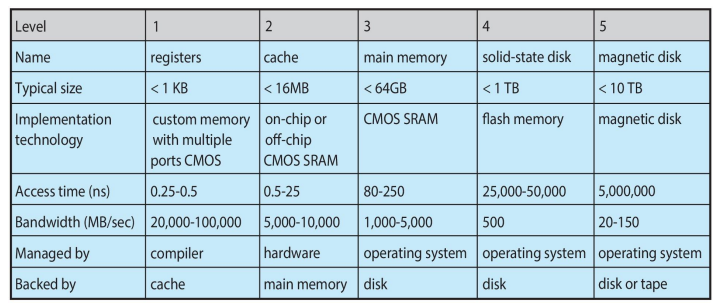 Level 1 2 3 4 5
Name registers cache main memory solid-state disk magnetic disk
Typical size < 1 KB < 16MB < 64GB < 1 TB < 10 TB
Implementation technology custom memory with multiple ports CMOS on-chip or off-chip CMOS SRAM CMOS SRAM flash memory magnetic disk
Access time (ns) 0.25-0.5 0.5-25 80-250 25,000-50,000 5,000,000
Bandwidth (MB/sec) 20,000-100,000 5,000-10,000 1,000-5,000 500 20-150
Managed by compiler hardware operating system operating system operating system
Backed by cache main memory disk disk disk or tape